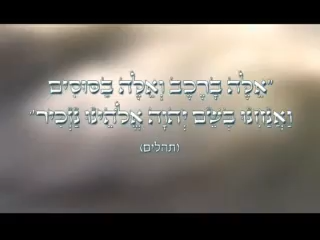 "אֵלֶּה בָרֶכֶב וְאֵלֶּה בַסּוּסִים
וַאֲנַחְנוּ בְּשֵׁם יְהוָה אֱלֹהֵינוּ נַזְכִּיר"
(תהלים)